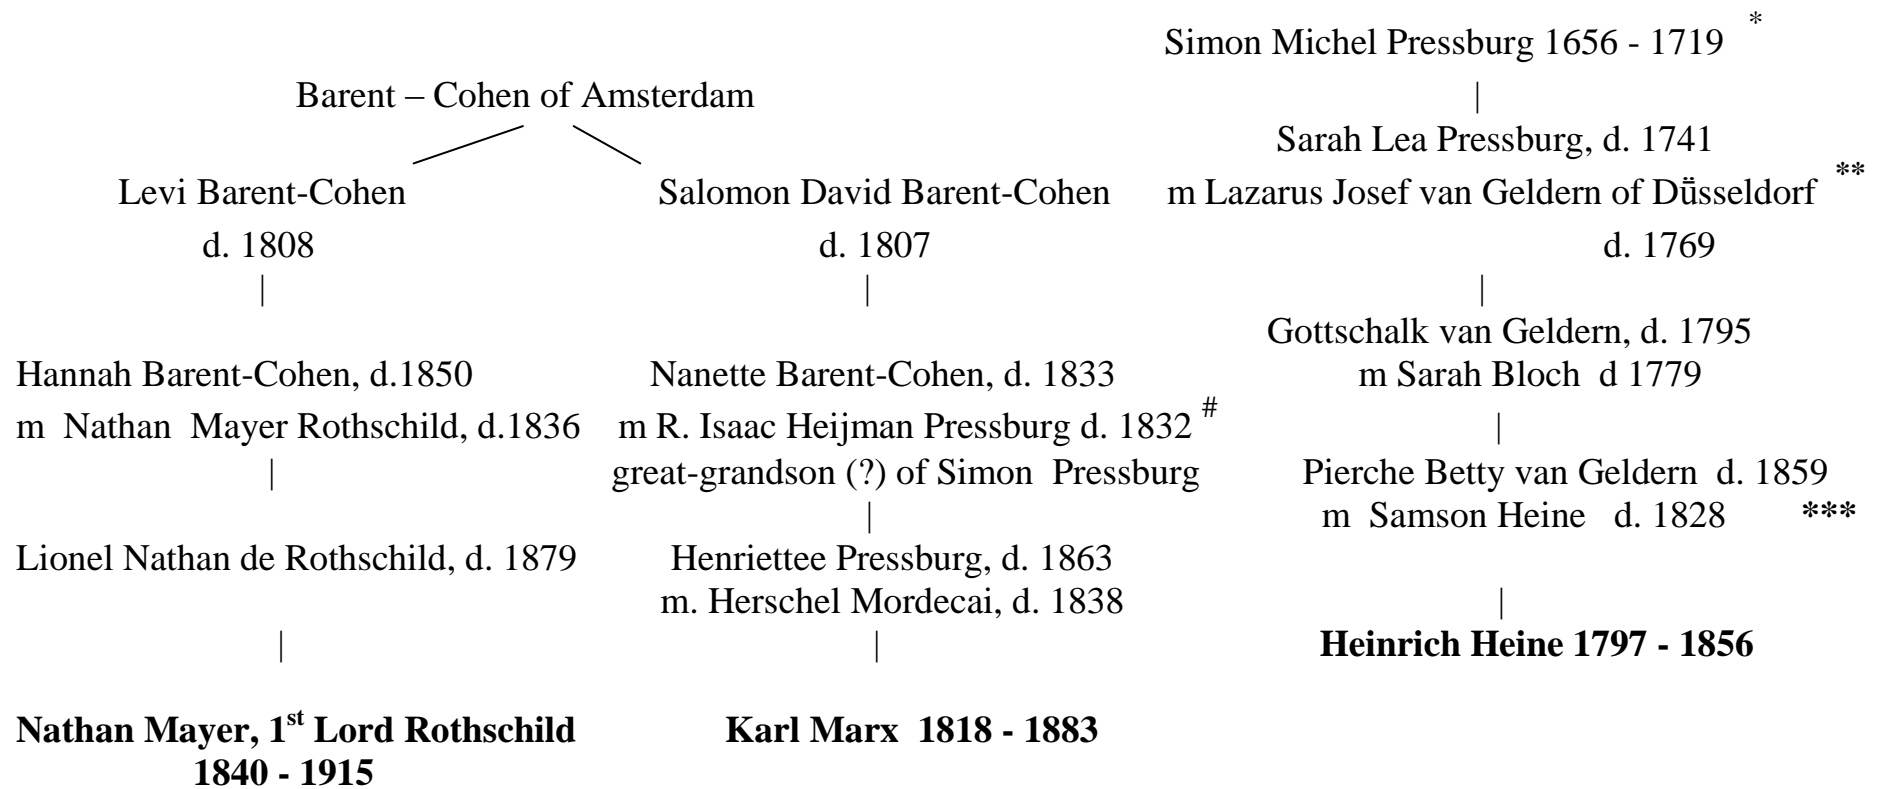 Simon Michel Pressburg 1656 - 1719 *
Barent – Cohen of Amsterdam
|
Sarah Lea Pressburg, d. 1741
Levi Barent-Cohen Salomon David Barent-Cohen m Lazarus Josef van Geldern of Düsseldorf **
d. 1808 d. 1807 d. 1769
| | |
Gottschalk van Geldern, d. 1795
Hannah Barent-Cohen, d.1850 Nanette Barent-Cohen, d. 1833 m Sarah Bloch d 1779
m Nathan Mayer Rothschild, d.1836 m R. Isaac Heijman Pressburg d. 1832 # |
| great-grandson (?) of Simon Pressburg Pierche Betty van Geldern d. 1859
| m Samson Heine d. 1828 ***
Lionel Nathan de Rothschild, d. 1879 Henriettee Pressburg, d. 1863
m. Herschel Mordecai, d. 1838 |
| | Heinrich Heine 1797 - 1856
Nathan Mayer, 1st Lord Rothschild Karl Marx 1818 - 1883
1840 - 1915